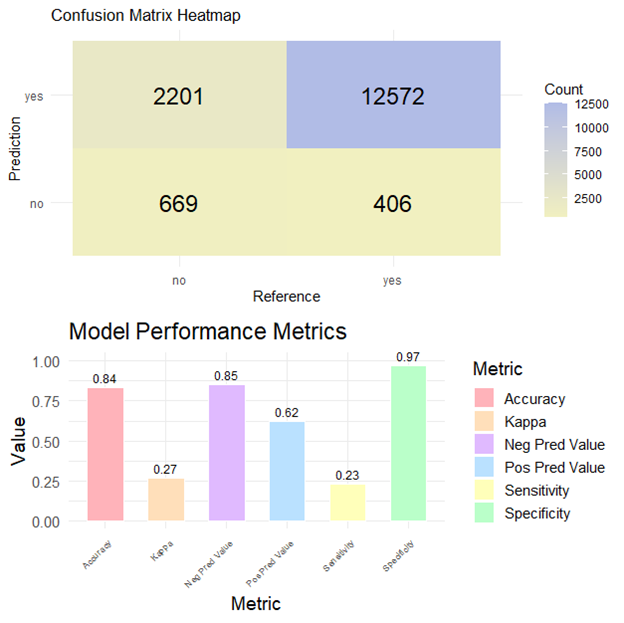 Confusion Matrix Heatmap
yes
2201
12572
Prediction
no
669
406
no
yes
Reference
Count
12500
10000
7500
5000
2500
Model Performance Metrics
1.00
0.75
0.50
0.25
0.00
Value
0.84
0.27
0.85
0.62
0.23
0.97
Accuracy
Kappa
Neg Pred Value
Pos Pred Value
Sensitivity
Specificity
Metric
Metric
Accuracy
Kappa
Neg Pred Value
Pos Pred Value
Sensitivity
Specificity